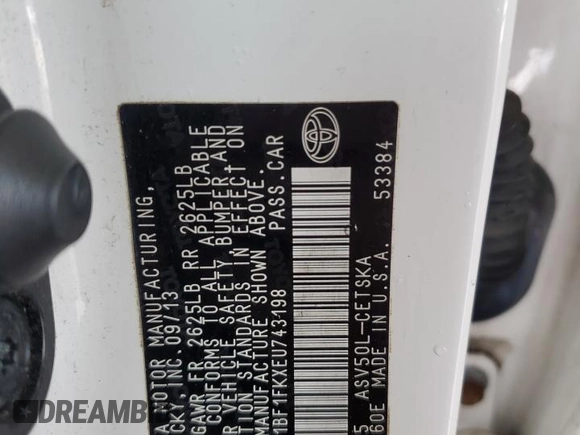 A MOTOR MANUFACTURING,
CKY, INC. 09/13
GAWR FR 2625LB RR 2625LB
CONFORMS TO ALL APPLICABLE
R VEHICLE SAFETY, BUMPER, AND
TION STANDARDS IN EFFECT ON
MANUFACTURE SHOWN ABOVE.
1BF1FKXEU743198 PASS. CAR
5 ASV50L-CETSKA
60E MADE IN U.S.A. 53384
DREAMB